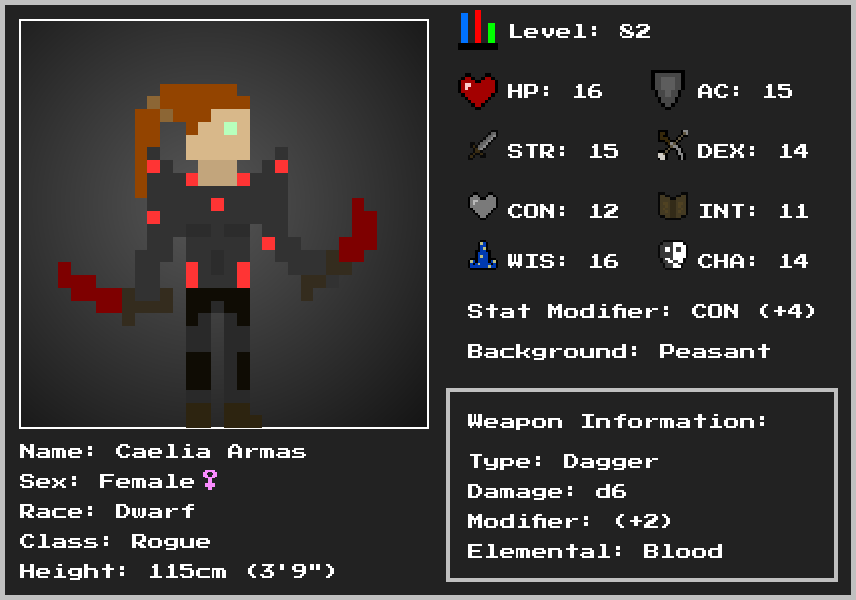 Level: 82
HP: 16
AC: 15
STR: 15
DEX: 14
CON: 12
INT: 11
WIS: 16
CHA: 14
Stat Modifier: CON (+4)
Background: Peasant
Weapon Information:
Type: Dagger
Damage: d6
Modifier: (+2)
Elemental: Blood
Name: Caelia Armas
Sex: Female♀
Race: Dwarf
Class: Rogue
Height: 115cm (3'9")